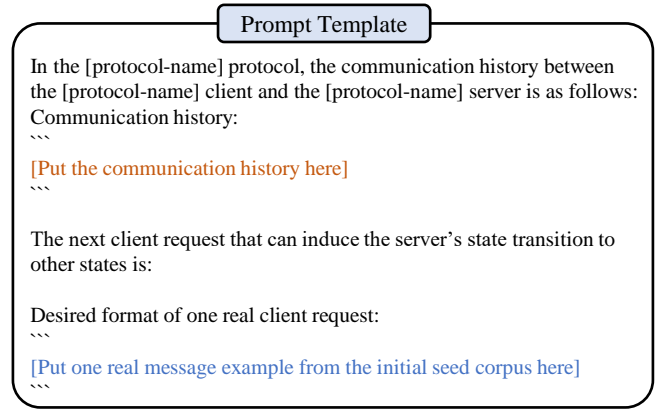 Prompt Template
In the [protocol-name] protocol, the communication history between
the [protocol-name] client and the [protocol-name] server is as follows:
Communication history:
```
[Put the communication history here]
```
The next client request that can induce the server’s state transition to
other states is:
Desired format of one real client request:
```
[Put one real message example from the initial seed corpus here]
```